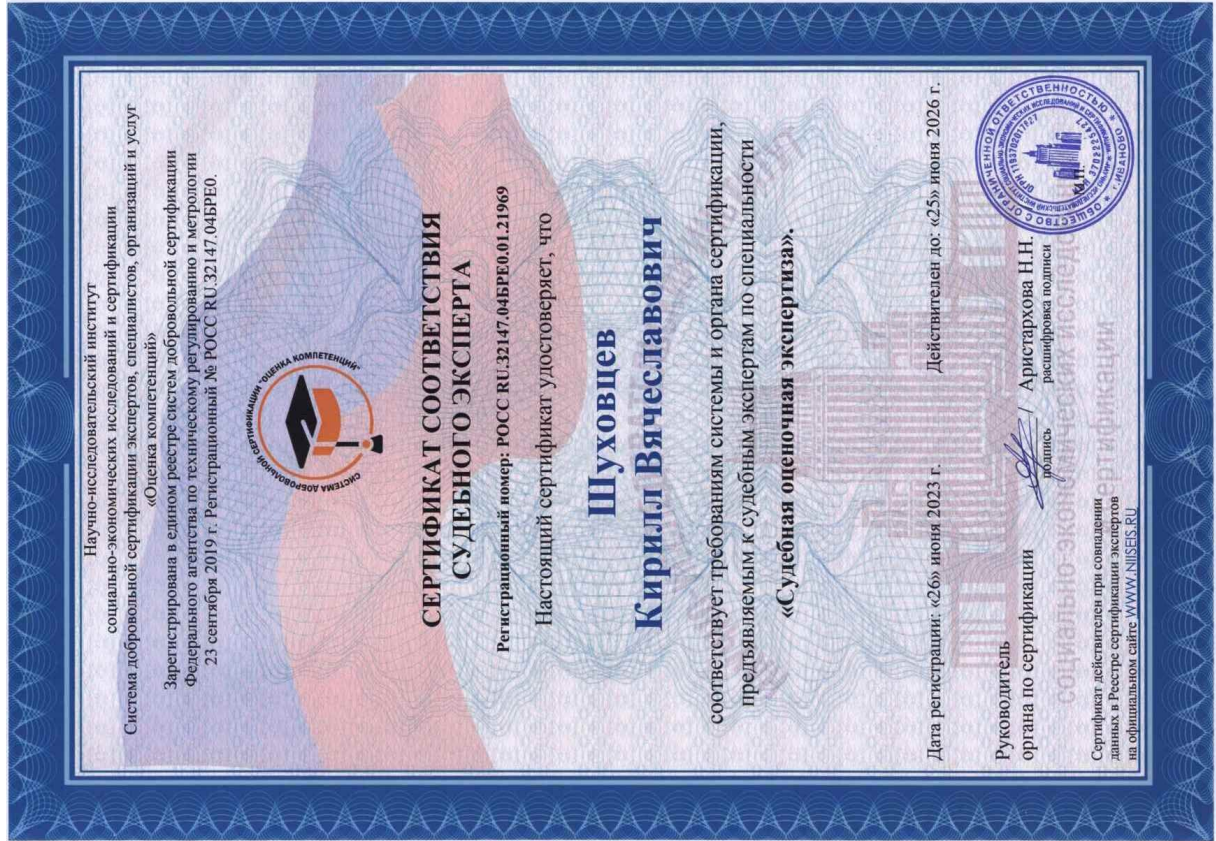 Научно-исследовательский институт
социально-экономических исследований и сертификации
Система добровольной сертификации экспертов, специалистов, организаций и услуг
«Оценка компетенций»
Зарегистрирована в едином реестре систем добровольной сертификации
Федерального агентства по техническому регулированию и метрологии
23 сентября 2019 г. Регистрационный № РОСС RU.32147.04БРЕ0.
СИСТЕМА ДОБРОВОЛЬНОЙ СЕРТИФИКАЦИИ "ОЦЕНКА КОМПЕТЕНЦИЙ"
СЕРТИФИКАТ СООТВЕТСТВИЯ
СУДЕБНОГО ЭКСПЕРТА
Регистрационный номер: РОСС RU.32147.04БРЕ0.01.21969
Настоящий сертификат удостоверяет, что
Шуховцев
Кирилл Вячеславович
соответствует требованиям системы и органа сертификации,
предъявляемым к судебным экспертам по специальности
«Судебная оценочная экспертиза».
Дата регистрации: «26» июня 2023 г. Действителен до: «25» июня 2026 г.
Руководитель
органа по сертификации / Аристархова Н.Н.
подпись расшифровка подписи
М.П.
ОБЩЕСТВО С ОГРАНИЧЕННОЙ ОТВЕТСТВЕННОСТЬЮ * г. ИВАНОВО *
Сертификат действителен при совпадении
данных в Реестре сертификации экспертов
на официальном сайте WWW.NIISEIS.RU